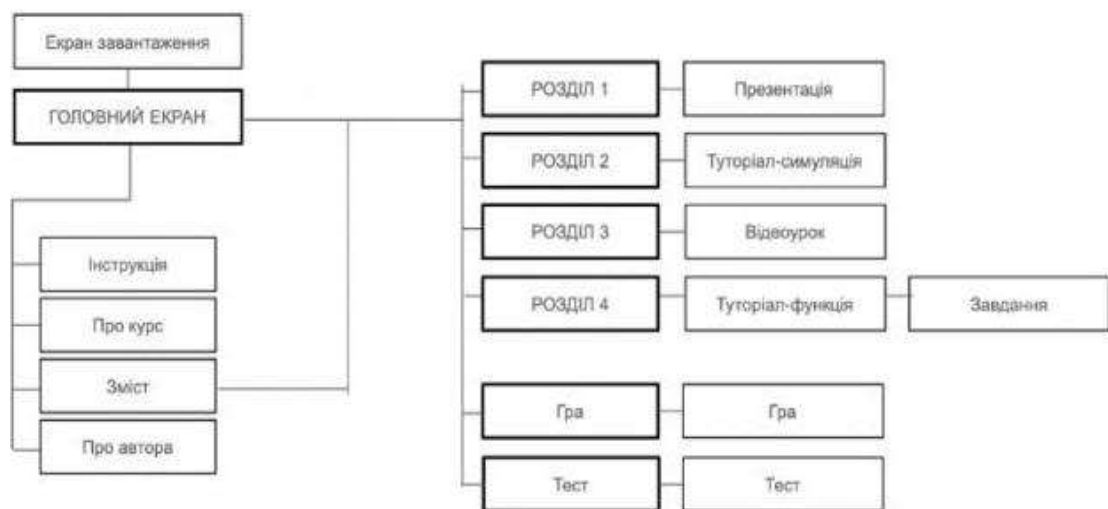 Екран завантаження
ГОЛОВНИЙ ЕКРАН
Інструкція
Про курс
Зміст
Про автора
РОЗДІЛ 1
Презентація
РОЗДІЛ 2
Туторіал-симуляція
РОЗДІЛ 3
Відеоурок
РОЗДІЛ 4
Туторіал-функція
Завдання
Гра
Гра
Тест
Тест